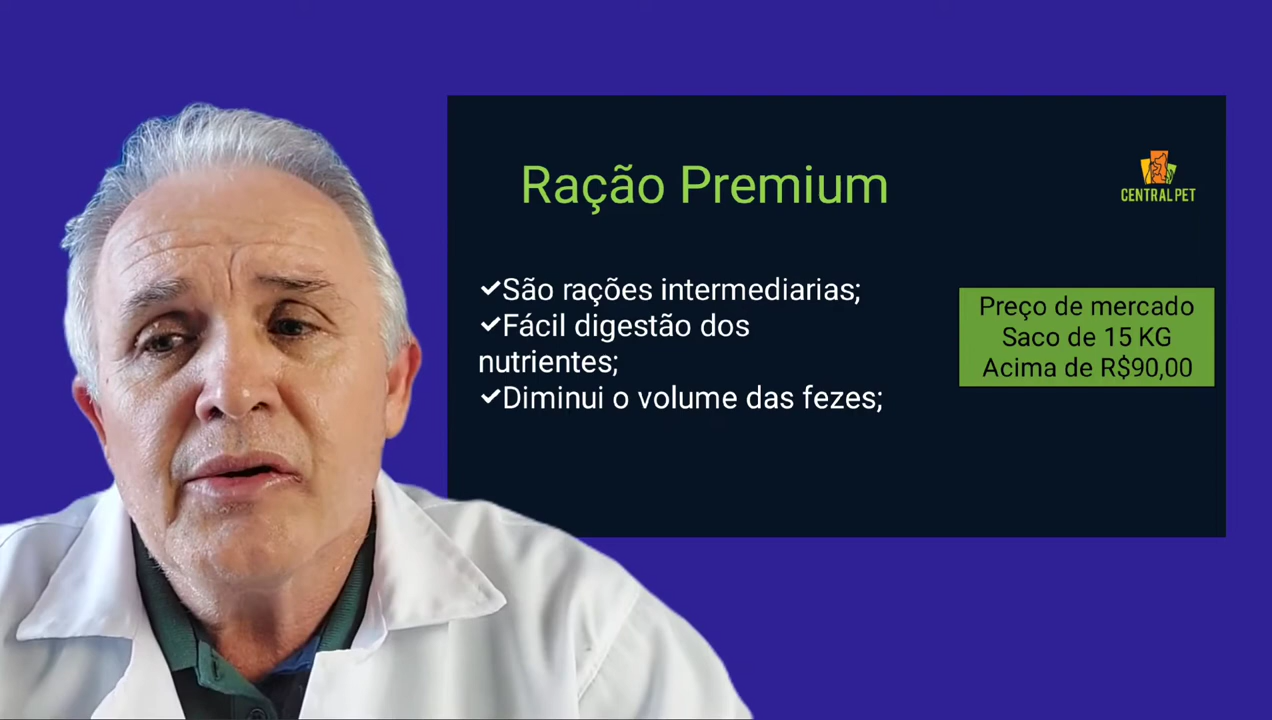 Ração Premium
CENTRAL PET
✔São rações intermediarias;
✔Fácil digestão dos
nutrientes;
✔Diminui o volume das fezes;
Preço de mercado
Saco de 15 KG
Acima de R$90,00